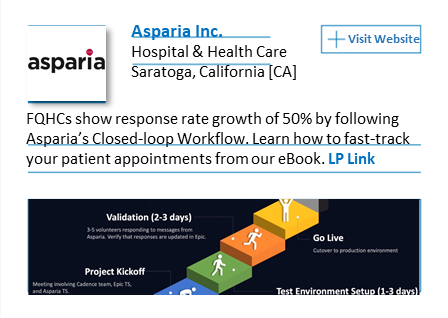 Asparia Inc.
Hospital & Health Care
Saratoga, California [CA]
Visit Website
asparia
FQHCs show response rate growth of 50% by following
Asparia's Closed-loop Workflow. Learn how to fast-track
your patient appointments from our eBook. LP Link
Validation (2-3 days)
3-5 volunteers responding to messages from
Asparia. Verify that responses are updated in Epic.
Go Live
Cutover to production environment
Project Kickoff
Meeting involving Cadence team, Epic TS,
and Asparia TS.
Test Environment Setup (1-3 days)